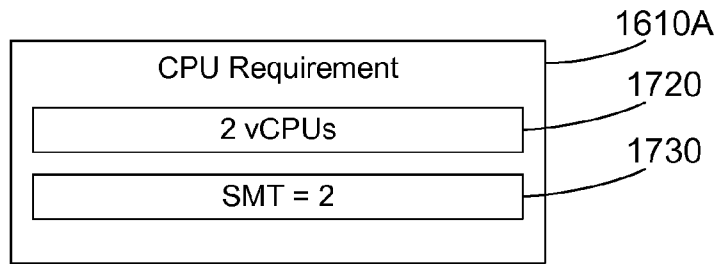 1610A
CPU Requirement
1720
2 vCPUs
1730
SMT = 2